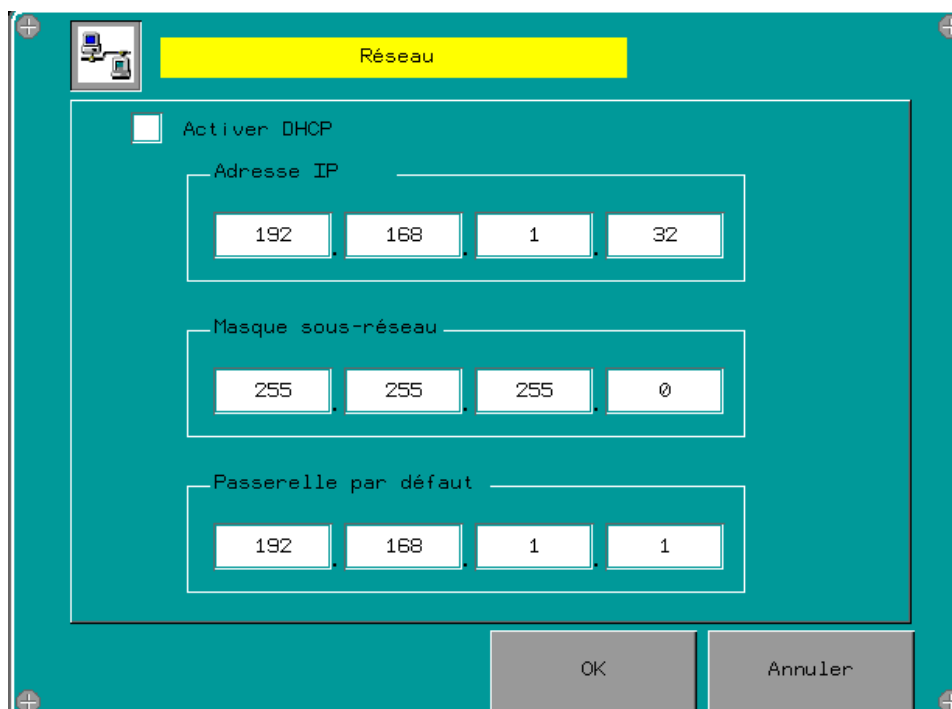 Réseau
Activer DHCP
Adresse IP
192 . 168 . 1 . 32
Masque sous-réseau
255 . 255 . 255 . 0
Passerelle par défaut
192 . 168 . 1 . 1
OK Annuler